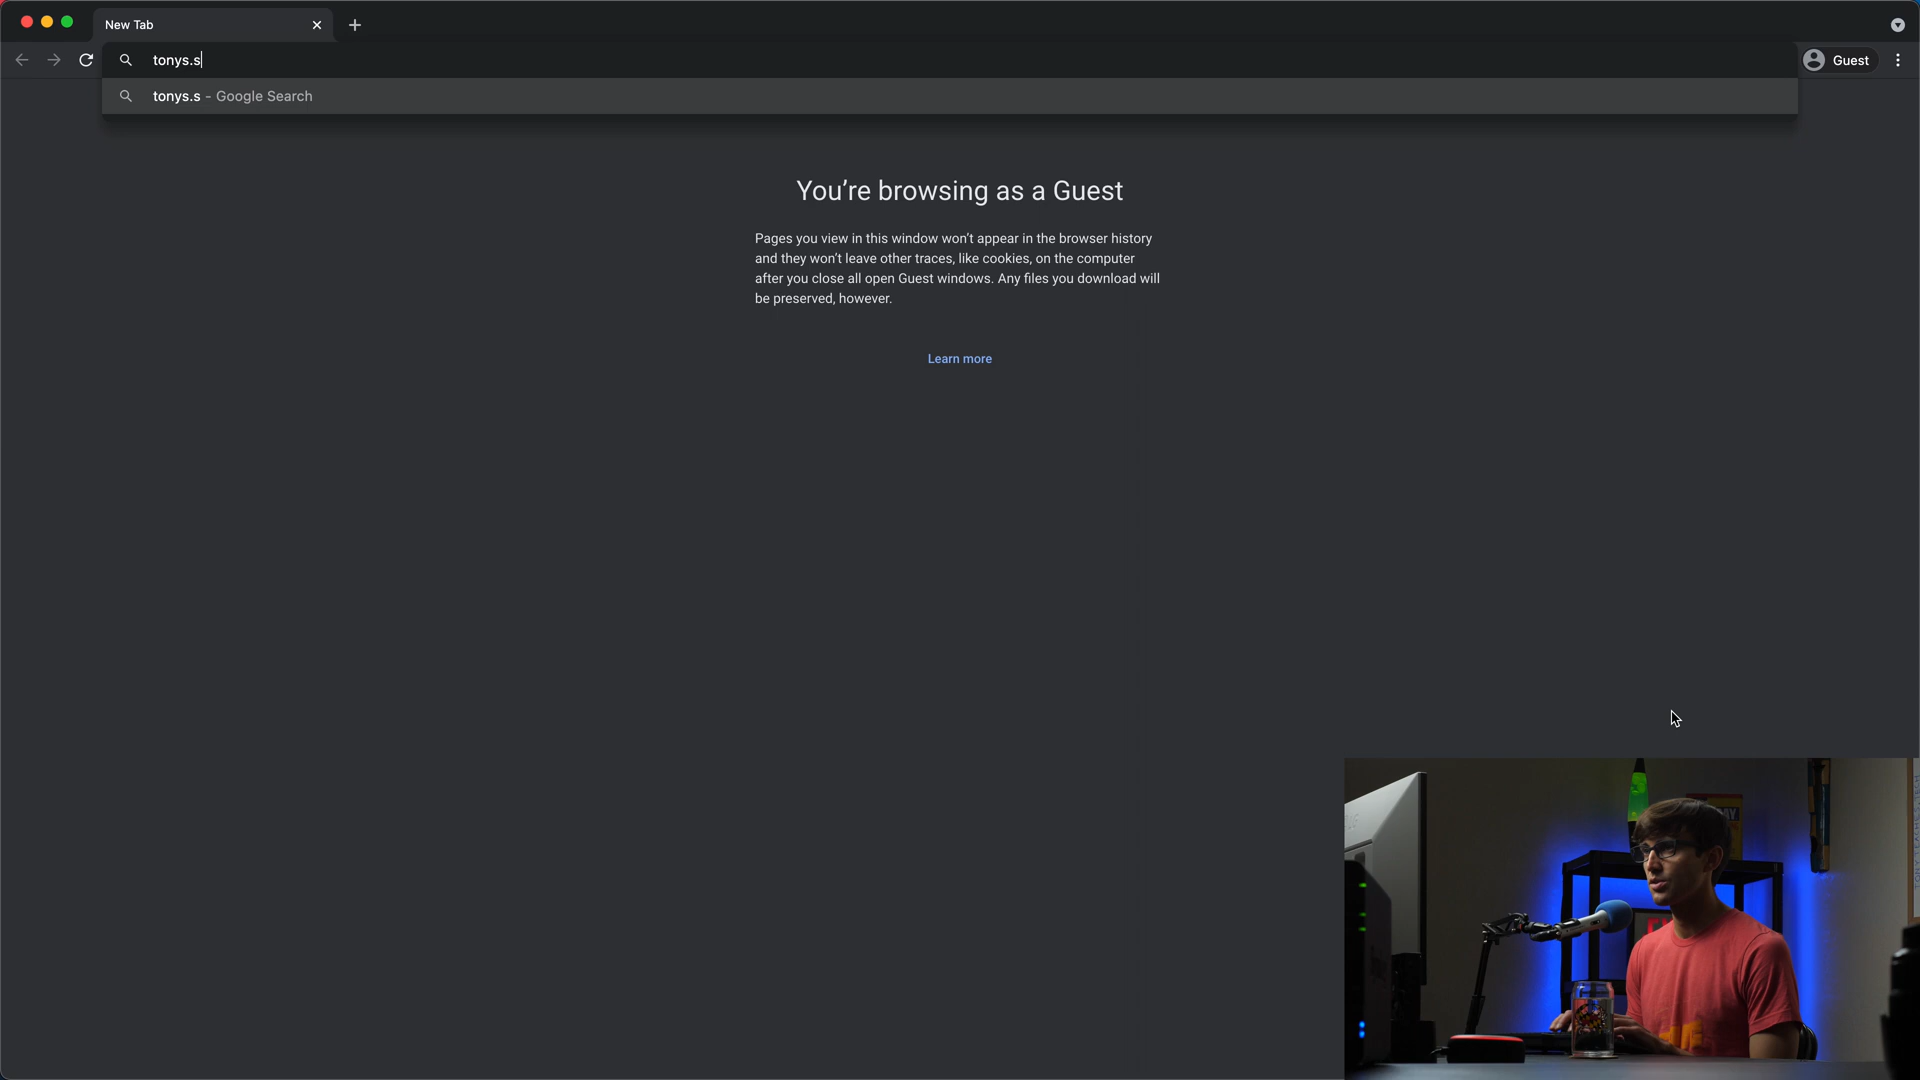 New Tab
tonys.s
Guest
tonys.s - Google Search
You're browsing as a Guest
Pages you view in this window won't appear in the browser history
and they won't leave other traces, like cookies, on the computer
after you close all open Guest windows. Any files you download will
be preserved, however.
Learn more